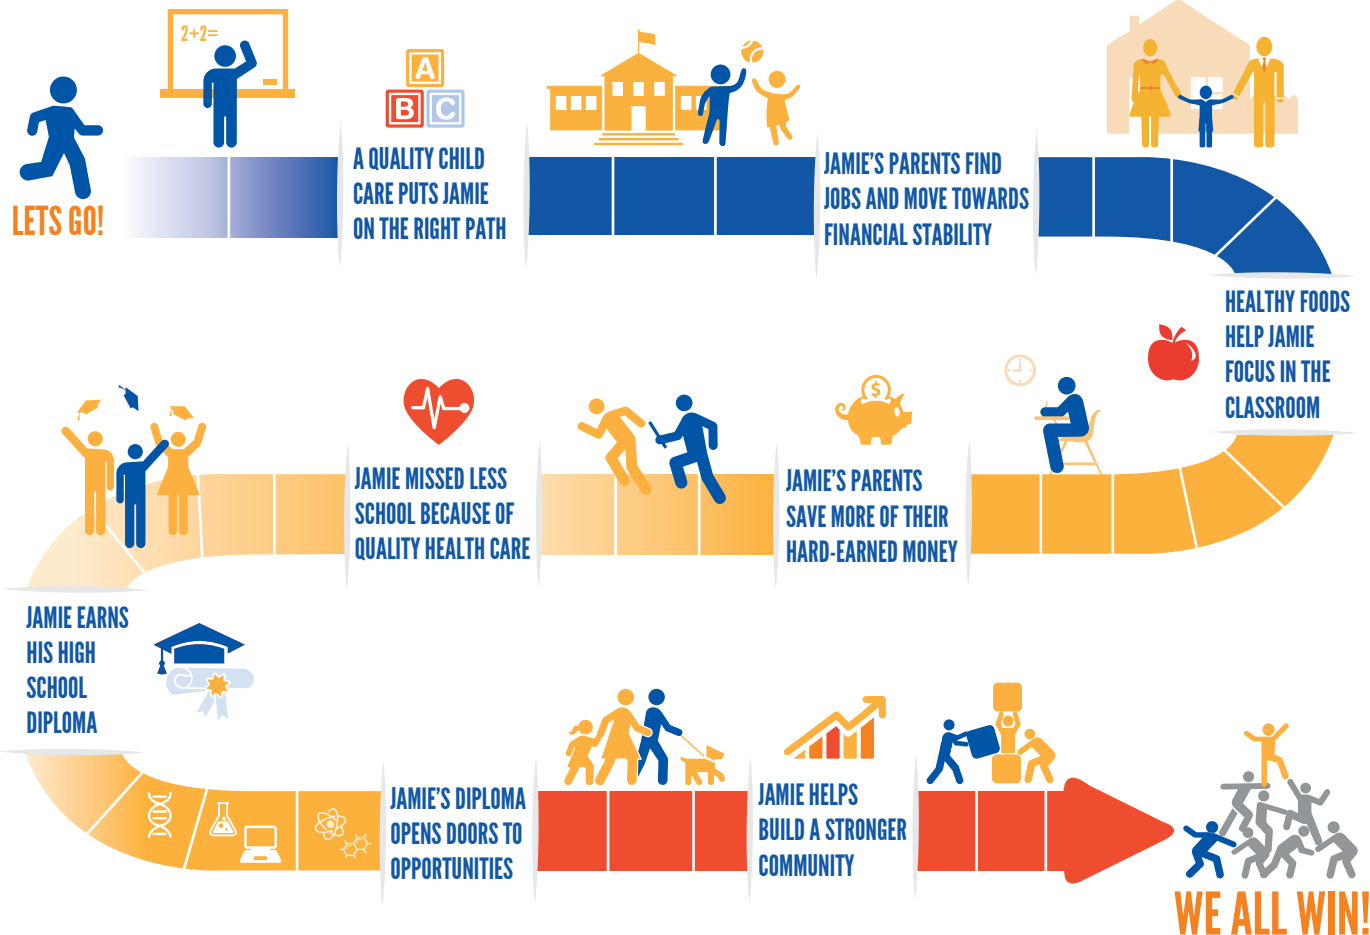 2+2=
A
B
C
LETS GO!
A QUALITY CHILD
CARE PUTS JAMIE
ON THE RIGHT PATH
JAMIE'S PARENTS FIND
JOBS AND MOVE TOWARDS
FINANCIAL STABILITY
HEALTHY FOODS
HELP JAMIE
FOCUS IN THE
CLASSROOM
$
JAMIE'S PARENTS
SAVE MORE OF THEIR
HARD-EARNED MONEY
JAMIE MISSED LESS
SCHOOL BECAUSE OF
QUALITY HEALTH CARE
JAMIE EARNS
HIS HIGH
SCHOOL
DIPLOMA
JAMIE'S DIPLOMA
OPENS DOORS TO
OPPORTUNITIES
JAMIE HELPS
BUILD A STRONGER
COMMUNITY
WE ALL WIN!